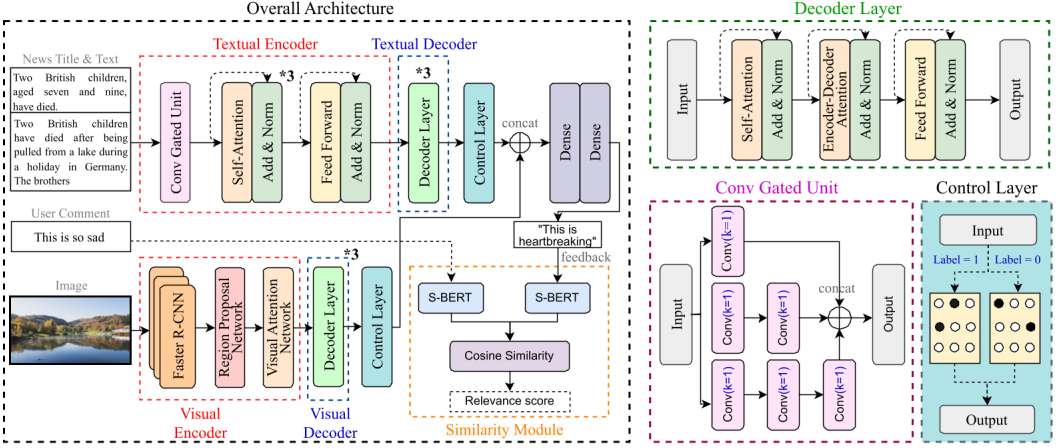 Overall Architecture
News Title & Text
Two British children,
aged seven and nine,
have died.
Two British children
have died after being
pulled from a lake during
a holiday in Germany.
The brothers
Textual Encoder
*3
Conv Gated Unit
Self-Attention
Add & Norm
Feed Forward
Add & Norm
Textual Decoder
*3
Decoder Layer
Control Layer
concat
Dense
Dense
User Comment
This is so sad
"This is
heartbreaking"
feedback
Image
Faster R-CNN
Region Proposal
Network
Visual Attention
Network
Visual
Encoder
*3
Decoder Layer
Visual
Decoder
Control Layer
S-BERT
S-BERT
Cosine Similarity
Relevance score
Similarity Module
Decoder Layer
Input
Self-Attention
Add & Norm
Encoder-Decoder
Attention
Add & Norm
Feed Forward
Add & Norm
Output
Conv Gated Unit
Input
Conv(k=1)
Conv(k=1)
Conv(k=1)
Conv(k=1)
Conv(k=1)
Conv(k=1)
concat
Output
Control Layer
Input
Label = 1
Label = 0
Output